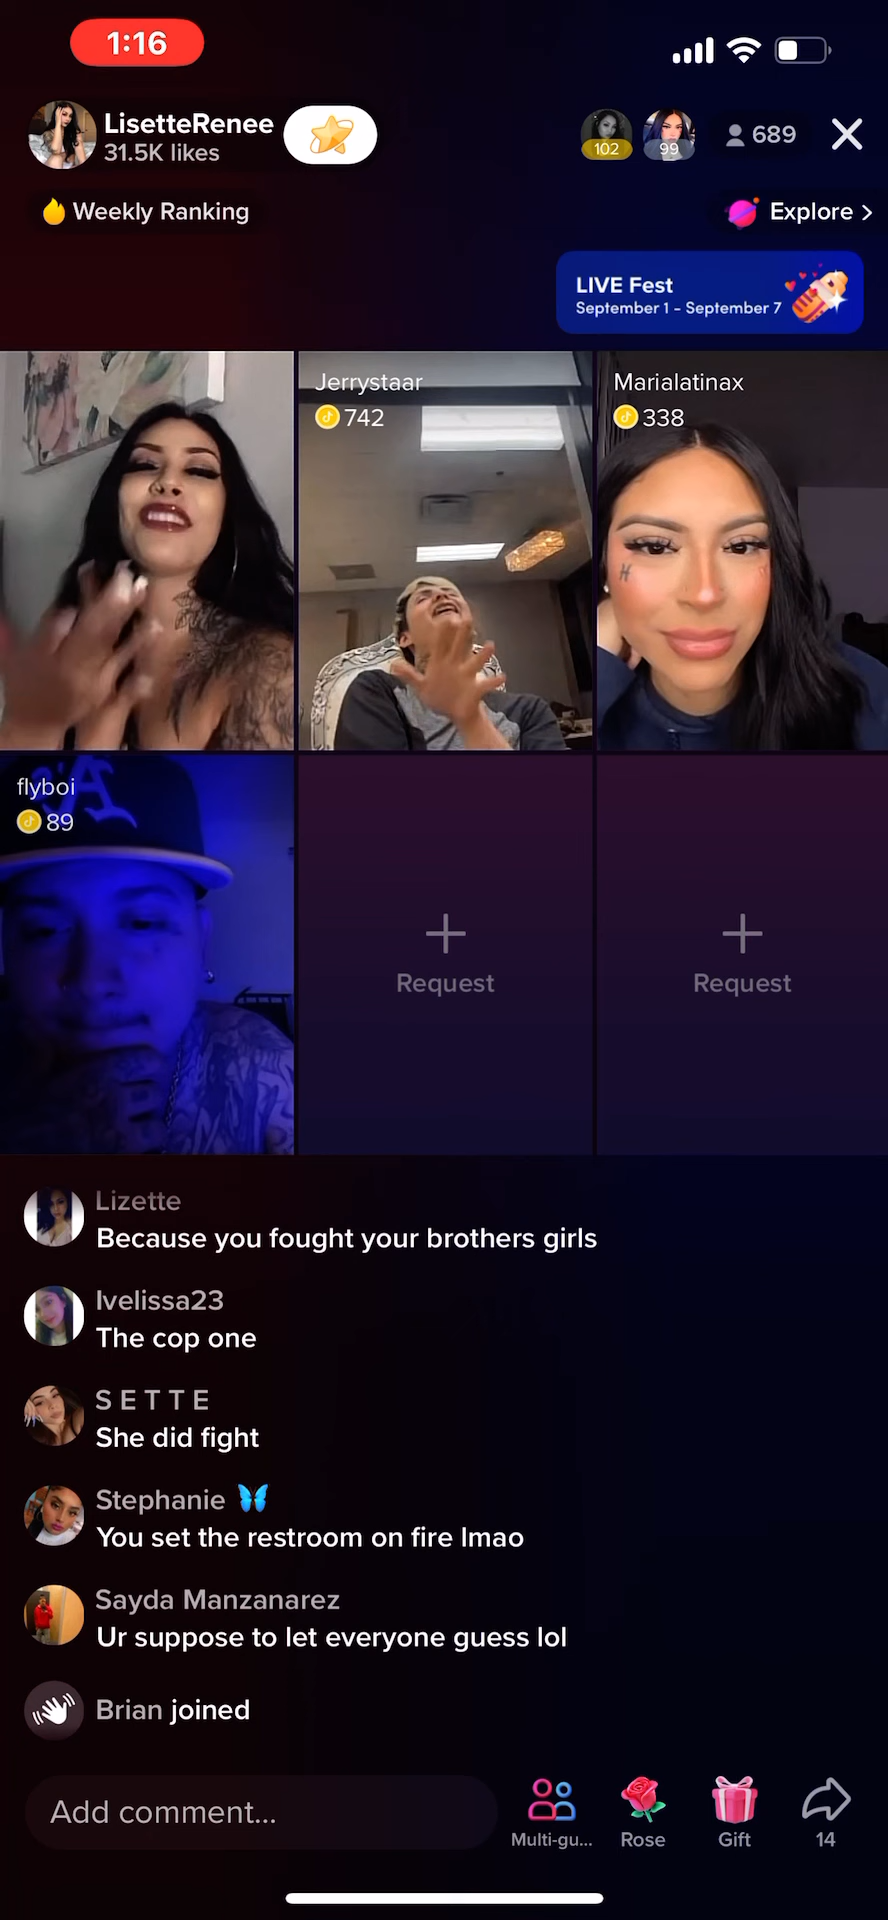 1:16
LisetteRenee
31.5K likes
102
99
689
Weekly Ranking
Explore >
LIVE Fest
September 1 - September 7
Jerrystaar
742
Marialatinax
338
flyboi
89
A
Request
Request
Lizette
Because you fought your brothers girls
Ivelissa23
The cop one
S E T T E
She did fight
Stephanie 🦋
You set the restroom on fire lmao
Sayda Manzanarez
Ur suppose to let everyone guess lol
Brian joined
Add comment...
Multi-gu...
Rose
Gift
14